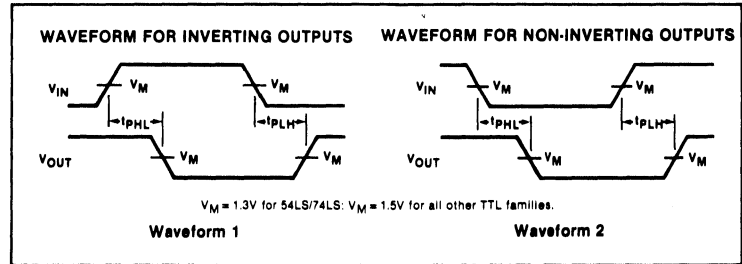 WAVEFORM FOR INVERTING OUTPUTS
VIN
VM
VM
tPHL
tPLH
VOUT
VM
VM
WAVEFORM FOR NON-INVERTING OUTPUTS
VIN
VM
VM
tPHL
tPLH
VOUT
VM
VM
VM = 1.3V for 54LS/74LS: VM = 1.5V for all other TTL families.
Waveform 1
Waveform 2